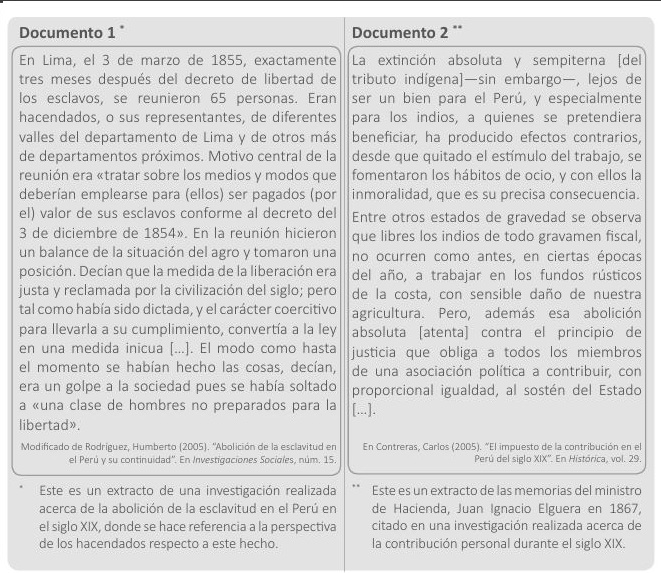 Documento 1 *
En Lima, el 3 de marzo de 1855, exactamente
tres meses después del decreto de libertad de
los esclavos, se reunieron 65 personas. Eran
hacendados, o sus representantes, de diferentes
valles del departamento de Lima y de otros más
de departamentos próximos. Motivo central de la
reunión era «tratar sobre los medios y modos que
deberían emplearse para (ellos) ser pagados (por
el) valor de sus esclavos conforme al decreto del
3 de diciembre de 1854». En la reunión hicieron
un balance de la situación del agro y tomaron una
posición. Decían que la medida de la liberación era
justa y reclamada por la civilización del siglo; pero
tal como había sido dictada, y el carácter coercitivo
para llevarla a su cumplimiento, convertía a la ley
en una medida inicua [...]. El modo como hasta
el momento se habían hecho las cosas, decían,
era un golpe a la sociedad pues se había soltado
a «una clase de hombres no preparados para la
libertad».
Modificado de Rodríguez, Humberto (2005). "Abolición de la esclavitud en
el Perú y su continuidad". En Investigaciones Sociales, núm. 15.
* Este es un extracto de una investigación realizada
acerca de la abolición de la esclavitud en el Perú en
el siglo XIX, donde se hace referencia a la perspectiva
de los hacendados respecto a este hecho.
Documento 2 **
La extinción absoluta y sempiterna [del
tributo indígena]—sin embargo—, lejos de
ser un bien para el Perú, y especialmente
para los indios, a quienes se pretendiera
beneficiar, ha producido efectos contrarios,
desde que quitado el estímulo del trabajo, se
fomentaron los hábitos de ocio, y con ellos la
inmoralidad, que es su precisa consecuencia.
Entre otros estados de gravedad se observa
que libres los indios de todo gravamen fiscal,
no ocurren como antes, en ciertas épocas
del año, a trabajar en los fundos rústicos
de la costa, con sensible daño de nuestra
agricultura. Pero, además esa abolición
absoluta [atenta] contra el principio de
justicia que obliga a todos los miembros
de una asociación política a contribuir, con
proporcional igualdad, al sostén del Estado
[...].
En Contreras, Carlos (2005). "El impuesto de la contribución en el
Perú del siglo XIX". En Histórica, vol. 29.
** Este es un extracto de las memorias del ministro
de Hacienda, Juan Ignacio Elguera en 1867,
citado en una investigación realizada acerca de
la contribución personal durante el siglo XIX.